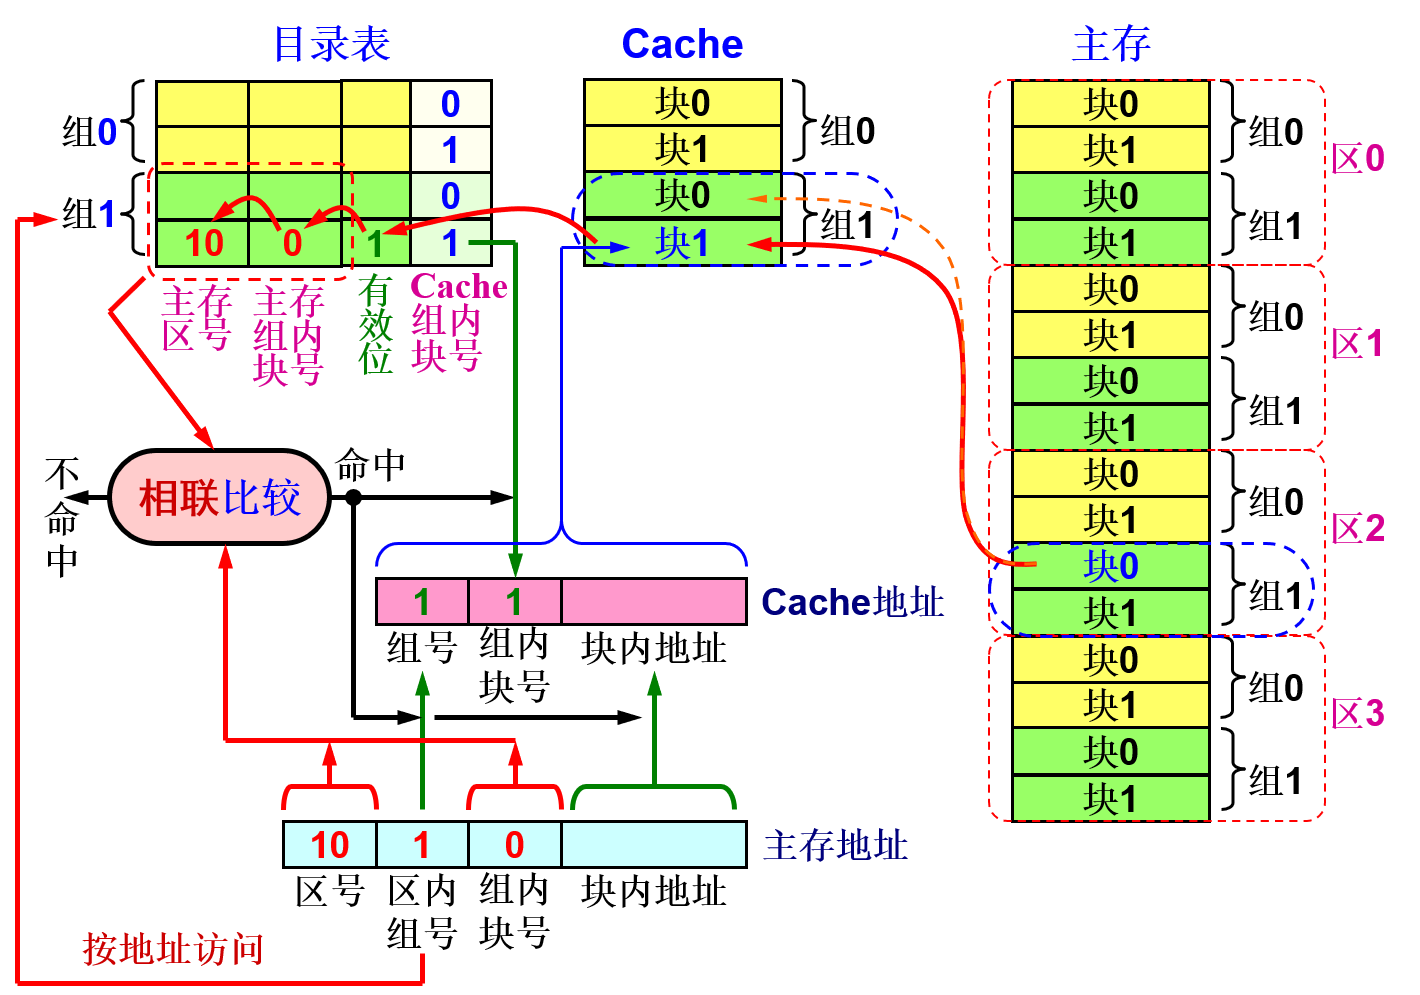 目录表
Cache
主存
组0
组1
0
1
0
10
0
1
1
主存
区号
主存
组内
块号
有
效
位
Cache
组内
块号
块0
块1
块0
块1
组0
组1
块0
块1
块0
块1
组0
组1
区0
块0
块1
块0
块1
组0
组1
区1
块0
块1
块0
块1
组0
组1
区2
块0
块1
块0
块1
组0
组1
区3
不
命
中
相联比较
命中
1
1
Cache地址
组号
组内
块号
块内地址
10
1
0
主存地址
区号
区内
组号
组内
块号
块内地址
按地址访问